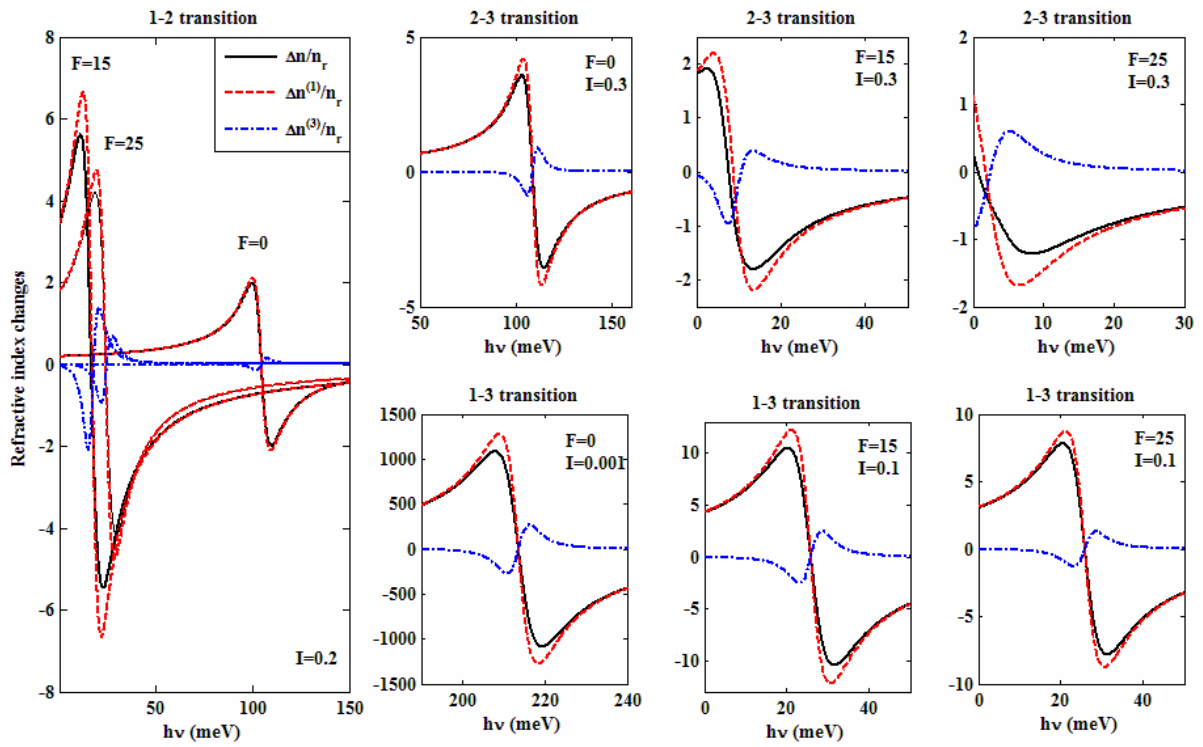 1-2 transition
Refractive index changes
8
6
4
2
0
-2
-4
-6
-8
F=15
F=25
F=0
Δn/nᵣ
Δn⁽¹⁾/nᵣ
Δn⁽³⁾/nᵣ
I=0.2
50 100 150
hν (meV)
2-3 transition
5
0
-5
F=0
I=0.3
50 100 150
hν (meV)
2-3 transition
2
1
0
-1
-2
F=15
I=0.3
0 20 40
hν (meV)
2-3 transition
2
1
0
-1
-2
F=25
I=0.3
0 10 20 30
hν (meV)
1-3 transition
1500
1000
500
0
-500
-1000
-1500
F=0
I=0.001
200 220 240
hν (meV)
1-3 transition
10
5
0
-5
-10
F=15
I=0.1
0 20 40
hν (meV)
1-3 transition
10
5
0
-5
-10
F=25
I=0.1
0 20 40
hν (meV)